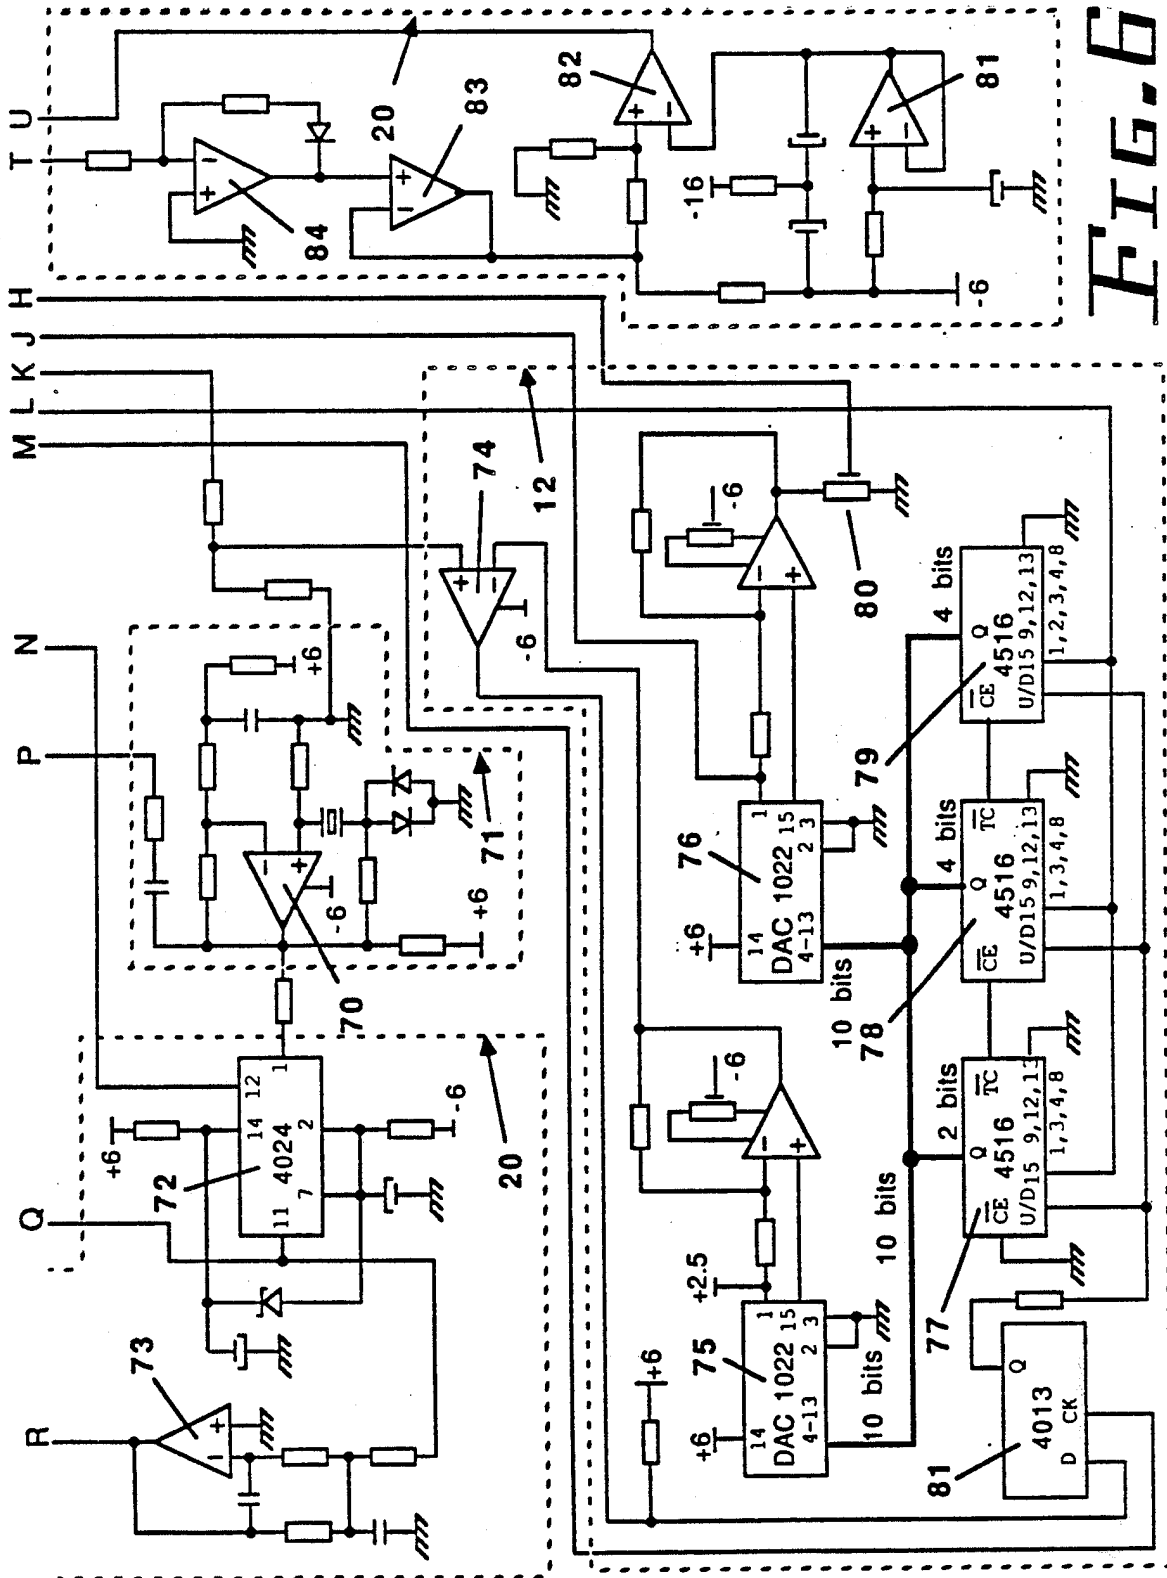 R
Q
P
N
M
L
K
J
H
T
U
73
+
−
72
+6
14
12
4024
1
11
7
2
-6
20
70
+
−
-6
+6
71
+6
74
+
−
-6
12
20
84
−
+
83
+
−
82
+
−
-16
81
+
−
-6
+6
75
+6
14
DAC 1022
4-13
1
15
2
3
10 bits
+2.5
−
+
-6
10 bits
76
+6
14
DAC 1022
4-13
1
15
2
3
10 bits
−
+
-6
80
81
4013
D
CK
Q
77
2 bits
CE
Q
TC
4516
U/D15 9,12,13
1,3,4,8
78
4 bits
CE
Q
TC
4516
U/D15 9,12,13
1,3,4,8
79
4 bits
CE
Q
4516
U/D15 9,12,13
1,2,3,4,8
FIG.6